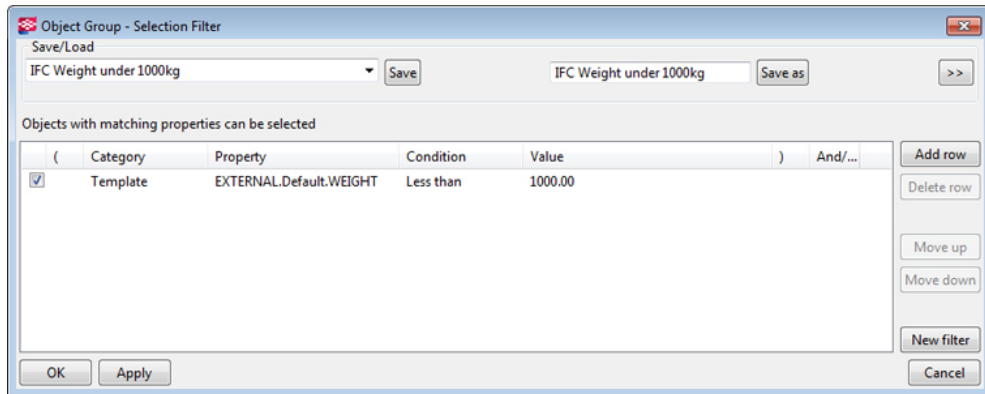 Object Group - Selection Filter
Save/Load
IFC Weight under 1000kg Save IFC Weight under 1000kg Save as >>
Objects with matching properties can be selected
( Category Property Condition Value ) And/... Add row
Template EXTERNAL.Default.WEIGHT Less than 1000.00
Delete row
Move up
Move down
New filter
OK Apply Cancel